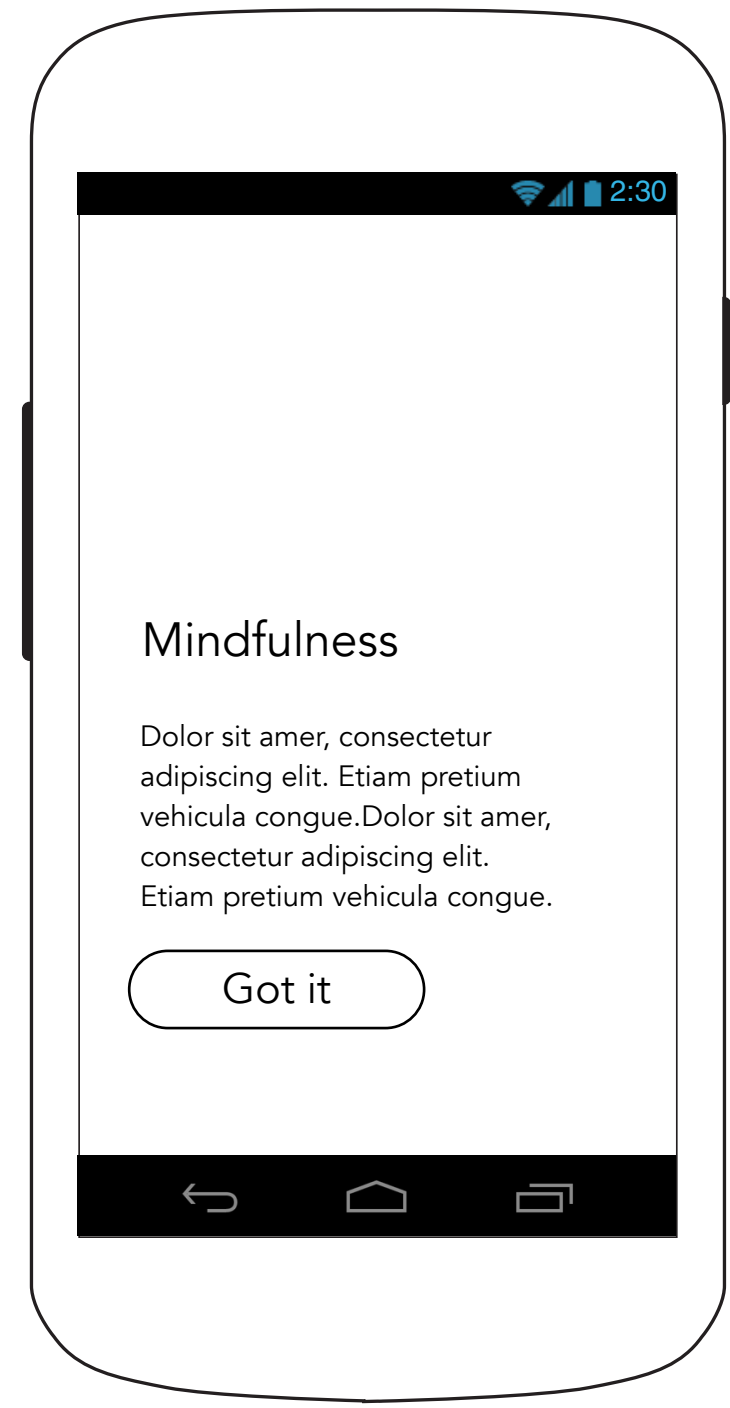 2:30
Mindfulness
Dolor sit amer, consectetur
adipiscing elit. Etiam pretium
vehicula congue.Dolor sit amer,
consectetur adipiscing elit.
Etiam pretium vehicula congue.
Got it